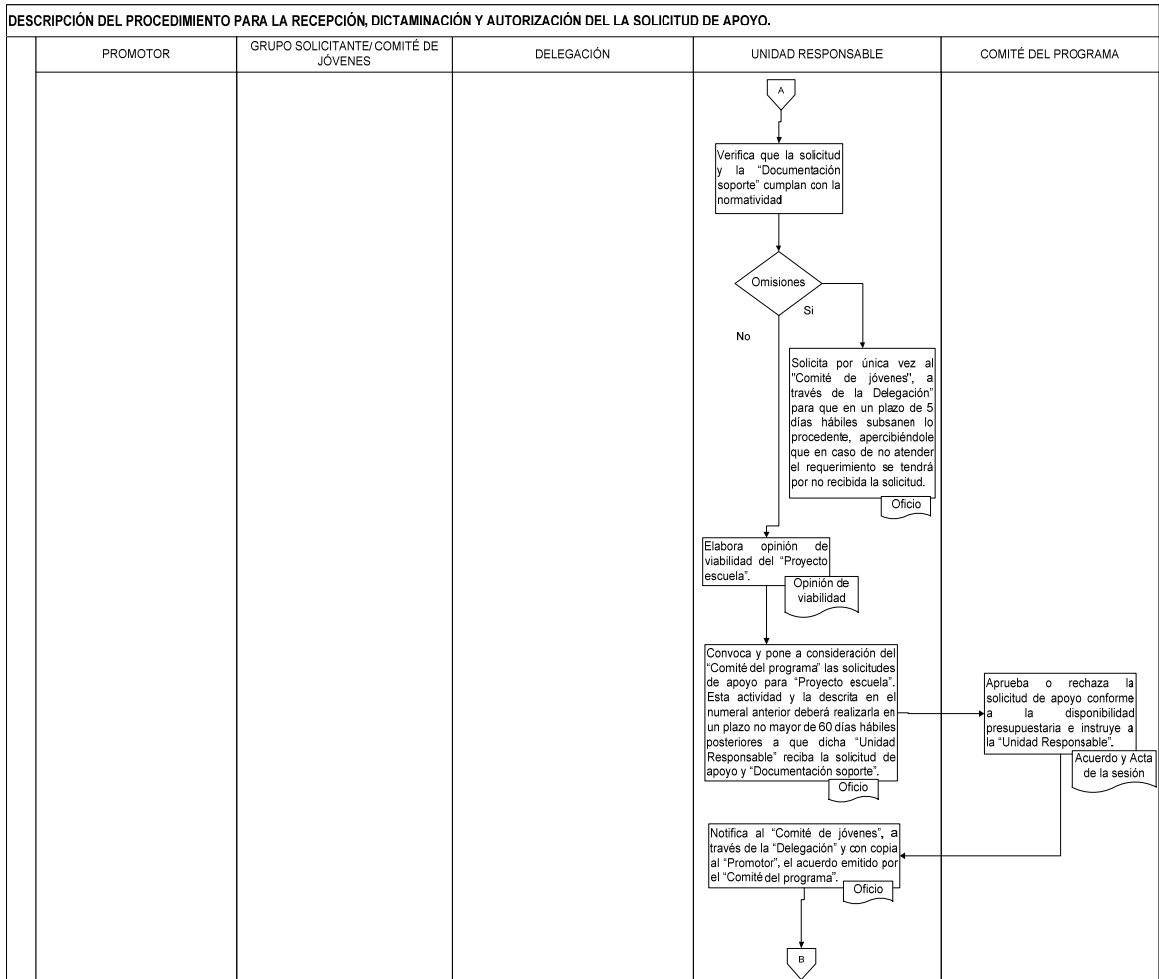 DESCRIPCIÓN DEL PROCEDIMIENTO PARA LA RECEPCIÓN, DICTAMINACIÓN Y AUTORIZACIÓN DEL LA SOLICITUD DE APOYO.
PROMOTOR
GRUPO SOLICITANTE/ COMITÉ DE
JÓVENES
DELEGACIÓN
UNIDAD RESPONSABLE
COMITÉ DEL PROGRAMA
A
Verifica que la solicitud
y la “Documentación
soporte” cumplan con la
normatividad
Omisiones
Si
No
Solicita por única vez al
"Comité de jóvenes", a
través de la Delegación”
para que en un plazo de 5
días hábiles subsanen lo
procedente, apercibiéndole
que en caso de no atender
el requerimiento se tendrá
por no recibida la solicitud.
Oficio
Elabora opinión de
viabilidad del “Proyecto
escuela”.
Opinión de
viabilidad
Convoca y pone a consideración del
“Comité del programa” las solicitudes
de apoyo para “Proyecto escuela”.
Esta actividad y la descrita en el
numeral anterior deberá realizarla en
un plazo no mayor de 60 días hábiles
posteriores a que dicha “Unidad
Responsable” reciba la solicitud de
apoyo y “Documentación soporte”.
Oficio
Aprueba o rechaza la
solicitud de apoyo conforme
a la disponibilidad
presupuestaria e instruye a
la “Unidad Responsable”.
Acuerdo y Acta
de la sesión
Notifica al “Comité de jóvenes”, a
través de la “Delegación” y con copia
al “Promotor”, el acuerdo emitido por
el “Comité del programa”.
Oficio
B